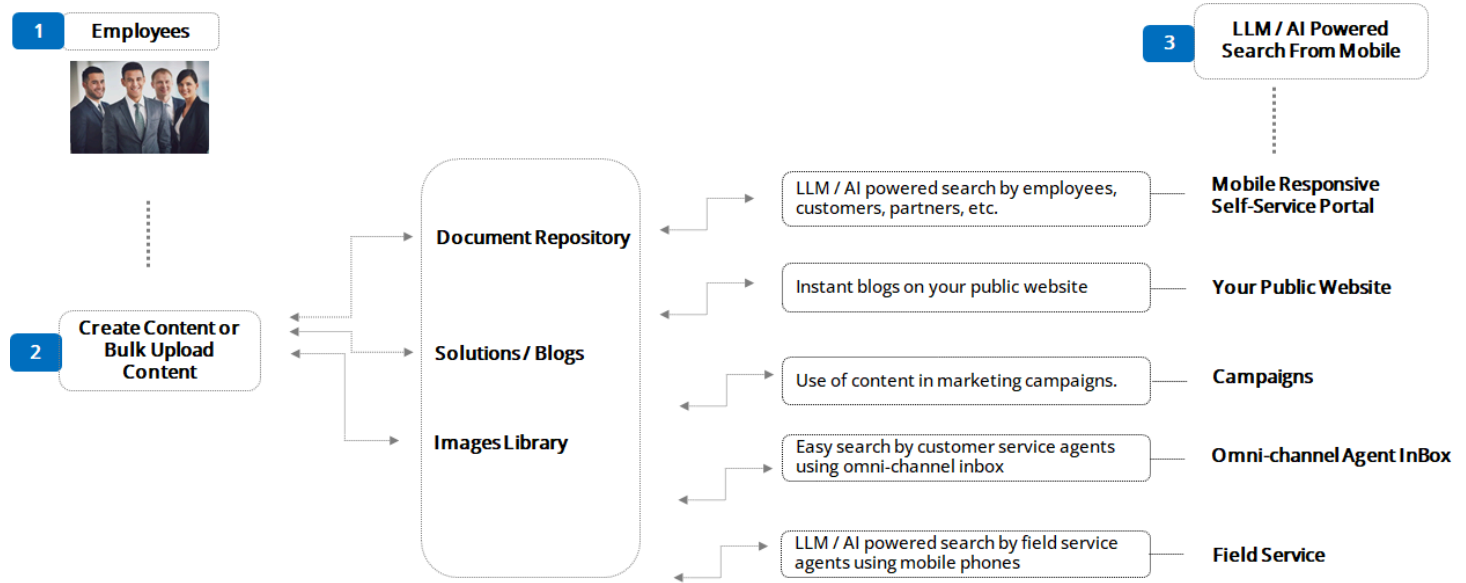 1
Employees
3
LLM / AI Powered
Search From Mobile
2
Create Content or
Bulk Upload
Content
Document Repository
Solutions / Blogs
Images Library
LLM / AI powered search by employees,
customers, partners, etc.
Mobile Responsive
Self-Service Portal
Instant blogs on your public website
Your Public Website
Use of content in marketing campaigns.
Campaigns
Easy search by customer service agents
using omni-channel inbox
Omni-channel Agent InBox
LLM / AI powered search by field service
agents using mobile phones
Field Service